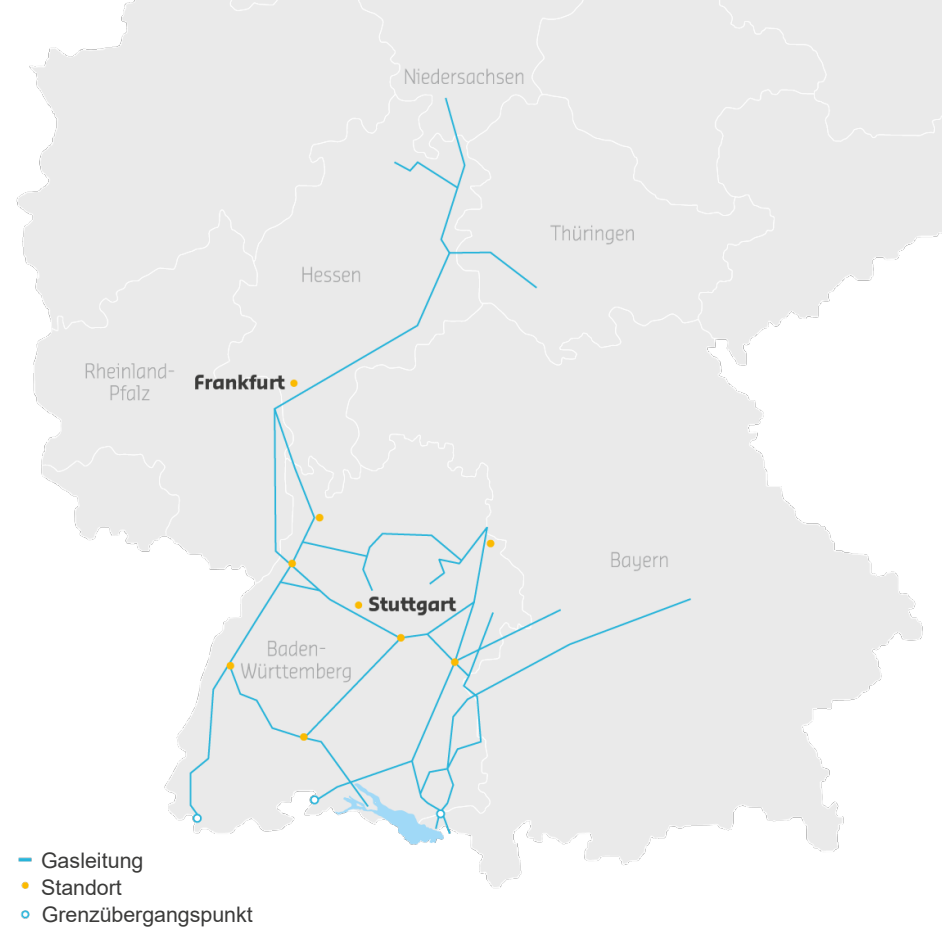 Niedersachsen
Thüringen
Hessen
Rheinland-
Pfalz
Frankfurt
Bayern
Stuttgart
Baden-
Württemberg
Gasleitung
Standort
Grenzübergangspunkt